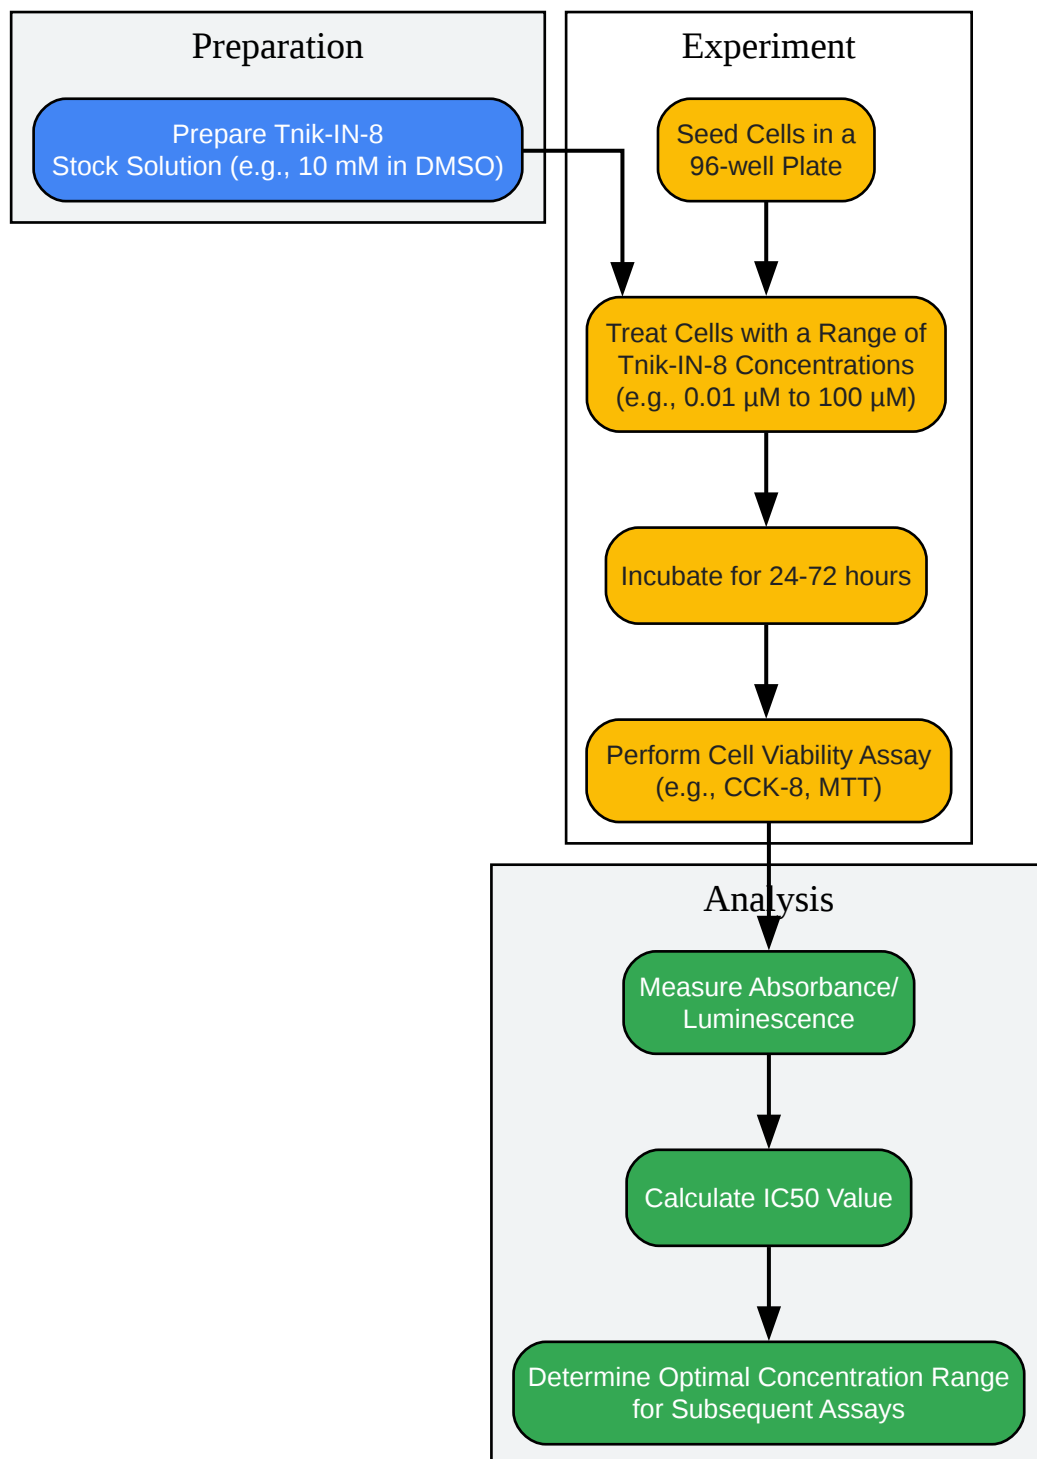 Preparation
Prepare Tnik-IN-8
Stock Solution (e.g., 10 mM in DMSO)
Experiment
Seed Cells in a
96-well Plate
Treat Cells with a Range of
Tnik-IN-8 Concentrations
(e.g., 0.01 µM to 100 µM)
Incubate for 24-72 hours
Perform Cell Viability Assay
(e.g., CCK-8, MTT)
Analysis
Measure Absorbance/
Luminescence
Calculate IC50 Value
Determine Optimal Concentration Range
for Subsequent Assays